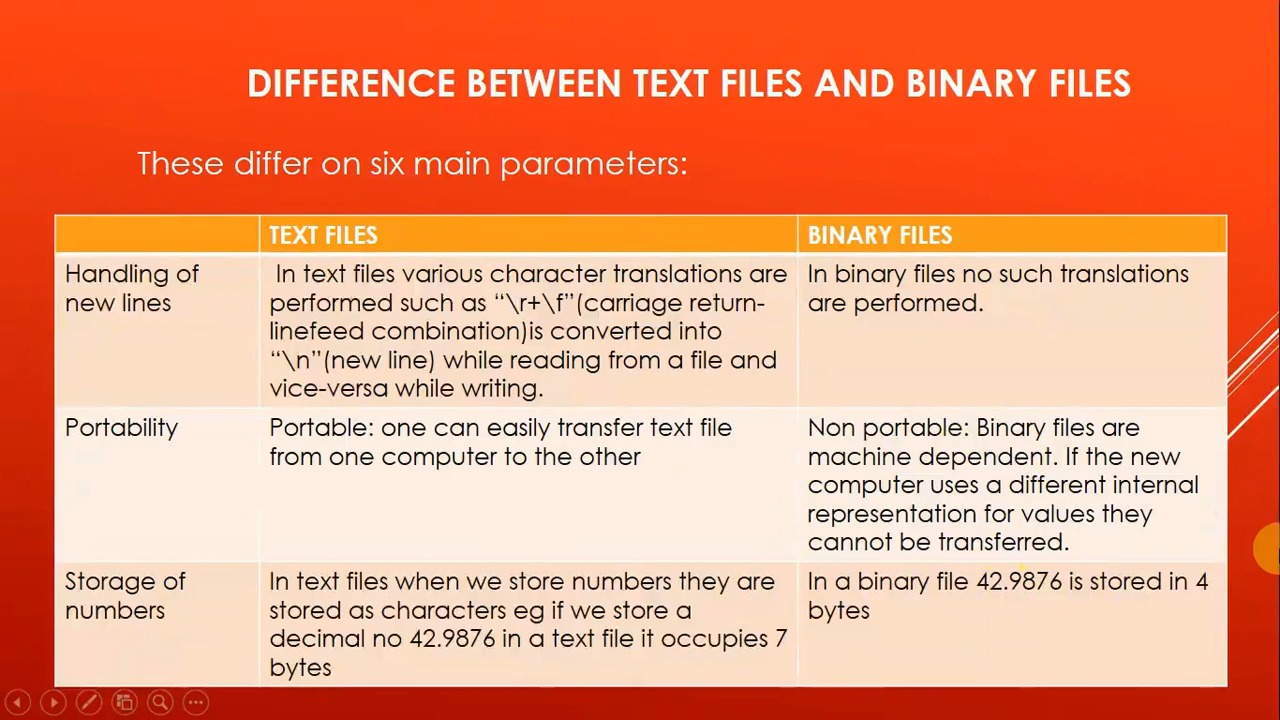 DIFFERENCE BETWEEN TEXT FILES AND BINARY FILES
These differ on six main parameters:
TEXT FILES
BINARY FILES
Handling of
new lines
In text files various character translations are
performed such as “\r+\f”(carriage return-
linefeed combination)is converted into
“\n”(new line) while reading from a file and
vice-versa while writing.
In binary files no such translations
are performed.
Portability
Portable: one can easily transfer text file
from one computer to the other
Non portable: Binary files are
machine dependent. If the new
computer uses a different internal
representation for values they
cannot be transferred.
Storage of
numbers
In text files when we store numbers they are
stored as characters eg if we store a
decimal no 42.9876 in a text file it occupies 7
bytes
In a binary file 42.9876 is stored in 4
bytes